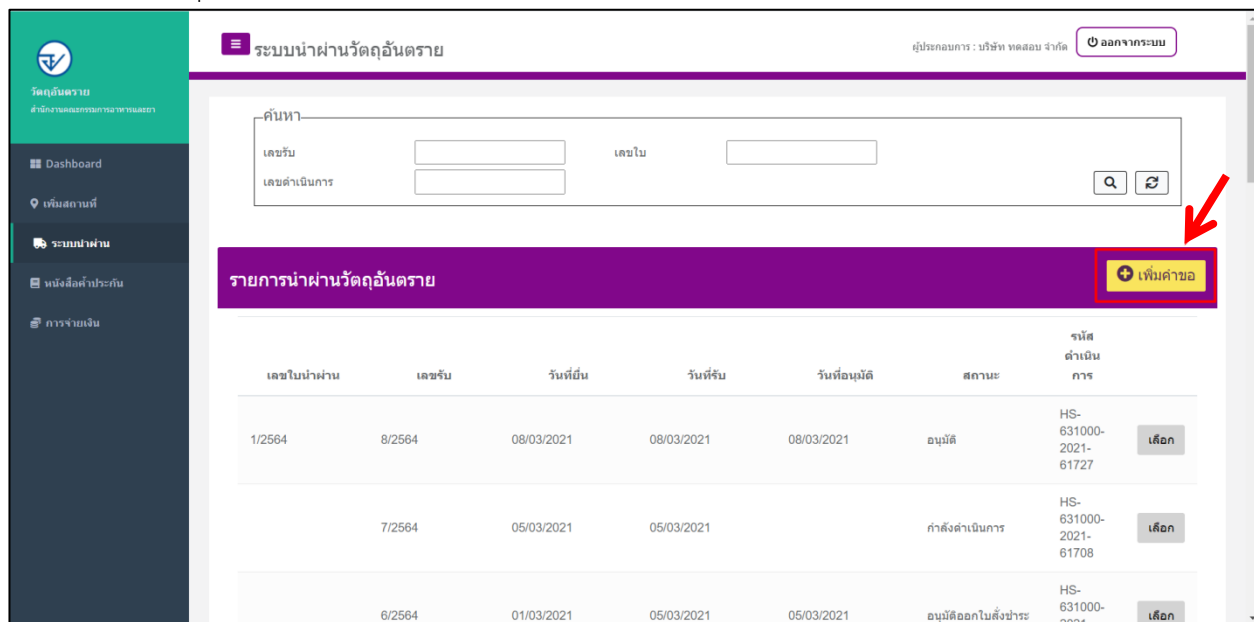 ระบบนำผ่านวัตถุอันตราย
ผู้ประกอบการ : บริษัท ทดสอบ จำกัด
ออกจากระบบ
วัตถุอันตราย
สำนักงานคณะกรรมการอาหารและยา
Dashboard
เพิ่มสถานที่
ระบบนำผ่าน
หนังสือค้ำประกัน
การจ่ายเงิน
ค้นหา
เลขรับ
เลขใบ
เลขดำเนินการ
รายการนำผ่านวัตถุอันตราย
เพิ่มคำขอ
เลขใบนำผ่าน เลขรับ วันที่ยื่น วันที่รับ วันที่อนุมัติ สถานะ รหัส
ดำเนิน
การ
1/2564 8/2564 08/03/2021 08/03/2021 08/03/2021 อนุมัติ HS-
631000-
2021-
61727
เลือก
7/2564 05/03/2021 05/03/2021 กำลังดำเนินการ HS-
631000-
2021-
61708
เลือก
6/2564 01/03/2021 05/03/2021 05/03/2021 อนุมัติออกใบสั่งชำระ HS-
631000-
2021-
เลือก